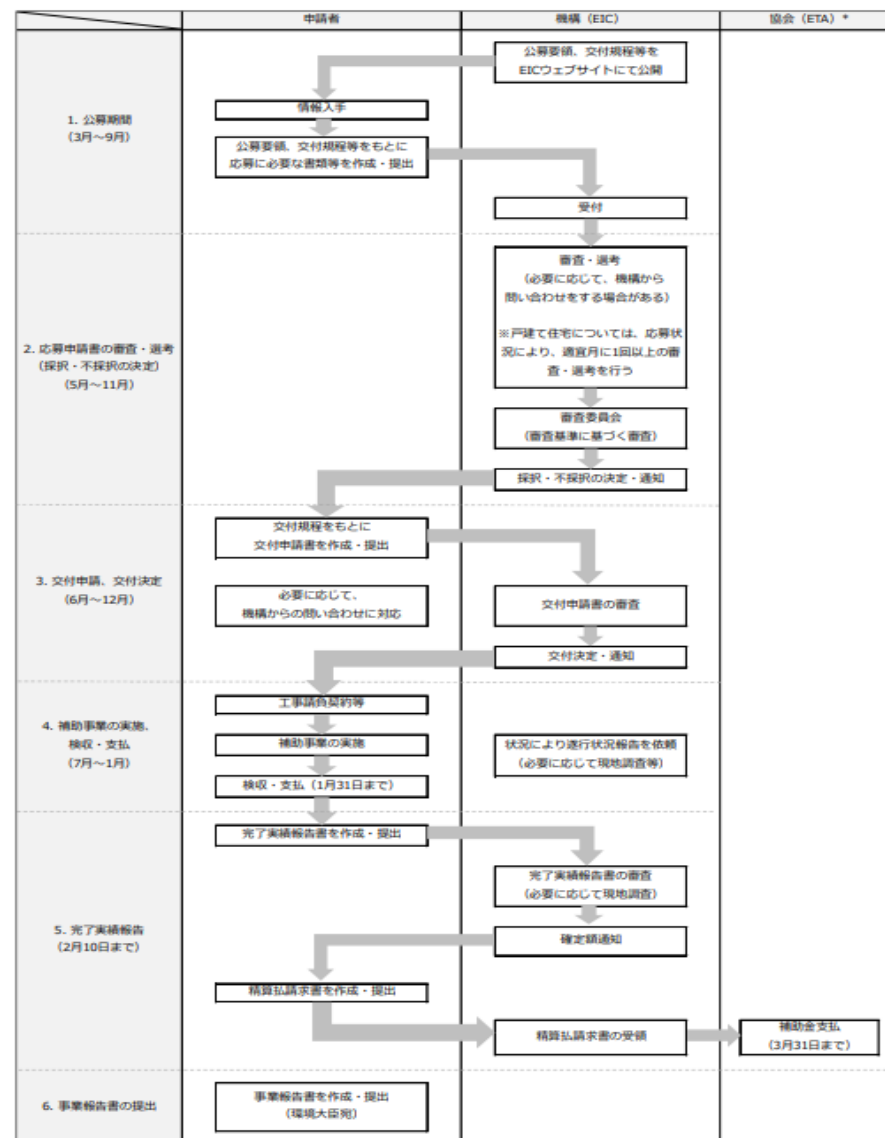 申請者
機構（EIC）
協会（ETA）*
1. 公募期間
（3月～9月）
公募要領、交付規程等を
EICウェブサイトにて公開
情報入手
公募要領、交付規程等をもとに
応募に必要な書類等を作成・提出
受付
2. 応募申請書の審査・選考
（採択・不採択の決定）
（5月～11月）
審査・選考
（必要に応じて、機構から
問い合わせをする場合がある）
※戸建て住宅については、応募状
況により、適宜月に1回以上の審
査・選考を行う
審査委員会
（審査基準に基づく審査）
採択・不採択の決定・通知
3. 交付申請、交付決定
（6月～12月）
交付規程をもとに
交付申請書を作成・提出
必要に応じて、
機構からの問い合わせに対応
交付申請書の審査
交付決定・通知
4. 補助事業の実施、
検収・支払
（7月～1月）
工事請負契約等
補助事業の実施
検収・支払（1月31日まで）
状況により遂行状況報告を依頼
（必要に応じて現地調査等）
5. 完了実績報告
（2月10日まで）
完了実績報告書を作成・提出
完了実績報告書の審査
（必要に応じて現地調査）
確定額通知
精算払請求書を作成・提出
精算払請求書の受領
補助金支払
（3月31日まで）
6. 事業報告書の提出
事業報告書を作成・提出
（環境大臣宛）